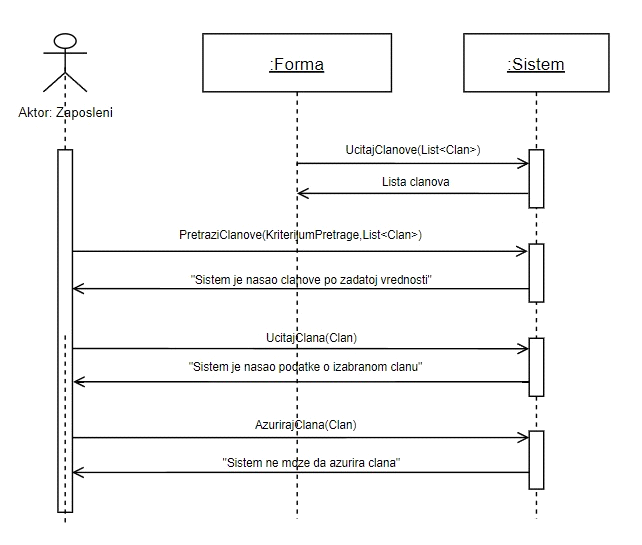 :Forma
:Sistem
Aktor: Zaposleni
UcitajClanove(List<Clan>)
Lista clanova
PretraziClanove(KriterijumPretrage,List<Clan>)
"Sistem je nasao clanove po zadatoj vrednosti"
UcitajClana(Clan)
"Sistem je nasao podatke o izabranom clanu"
AzurirajClana(Clan)
"Sistem ne moze da azurira clana"